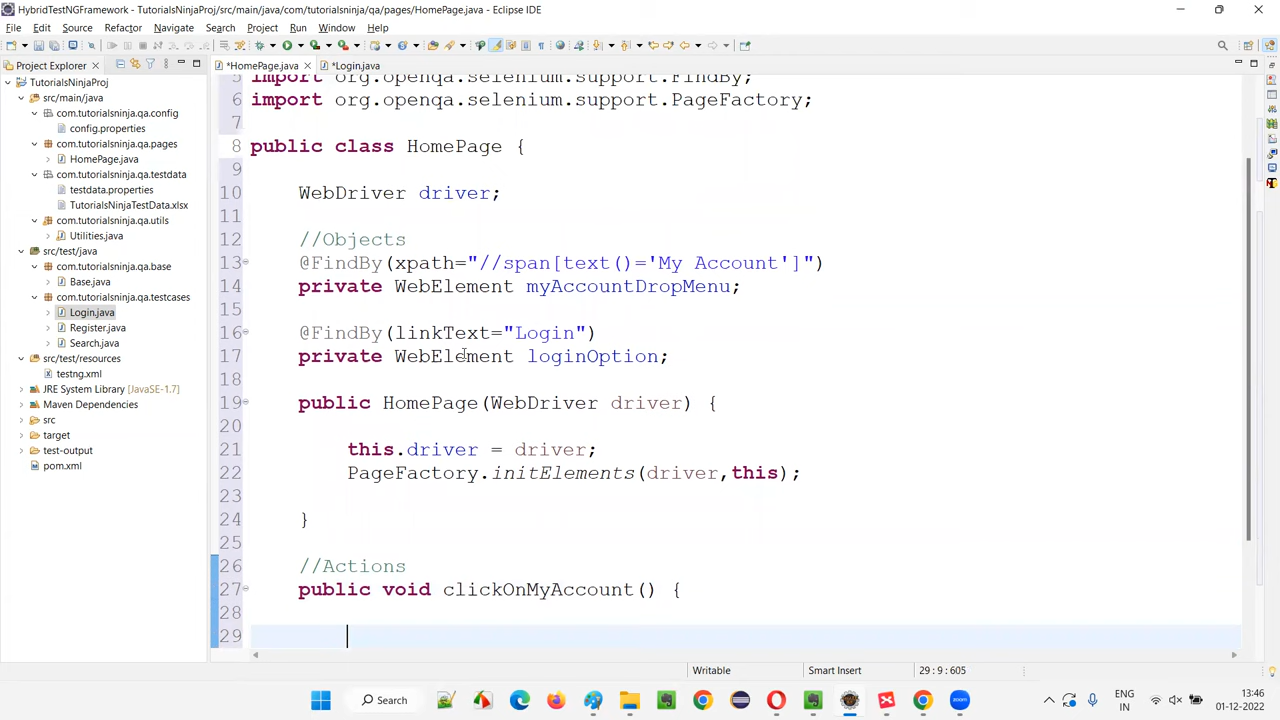 HybridTestNGFramework - TutorialsNinjaProj/src/main/java/com/tutorialsninja/qa/pages/HomePage.java - Eclipse IDE
File Edit Source Refactor Navigate Search Project Run Window Help
Project Explorer
*HomePage.java
*Login.java
TutorialsNinjaProj
src/main/java
com.tutorialsninja.qa.config
config.properties
com.tutorialsninja.qa.pages
HomePage.java
com.tutorialsninja.qa.testdata
testdata.properties
TutorialsNinjaTestData.xlsx
com.tutorialsninja.qa.utils
Utilities.java
src/test/java
com.tutorialsninja.qa.base
Base.java
com.tutorialsninja.qa.testcases
Login.java
Register.java
Search.java
src/test/resources
testng.xml
JRE System Library [JavaSE-1.7]
Maven Dependencies
src
target
test-output
pom.xml
5 import org.openqa.selenium.support.FindBy;
6 import org.openqa.selenium.support.PageFactory;
7
8 public class HomePage {
9
10 WebDriver driver;
11
12 //Objects
13 @FindBy(xpath="//span[text()='My Account']")
14 private WebElement myAccountDropMenu;
15
16 @FindBy(linkText="Login")
17 private WebElement loginOption;
18
19 public HomePage(WebDriver driver) {
20
21 this.driver = driver;
22 PageFactory.initElements(driver,this);
23
24 }
25
26 //Actions
27 public void clickOnMyAccount() {
28
29
Writable Smart Insert 29 : 9 : 605
Search
ENG
IN
13:46
01-12-2022